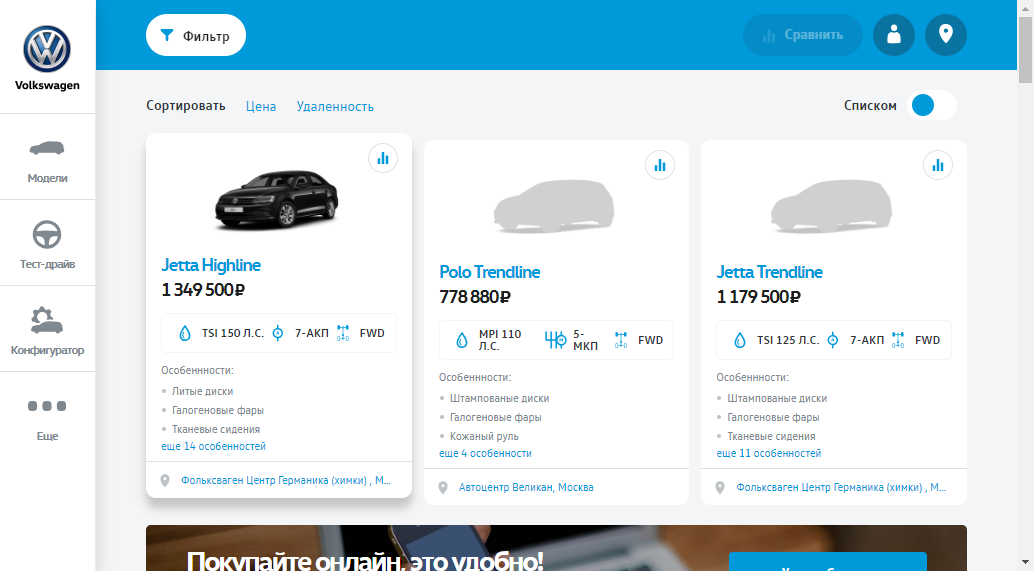 Фильтр
Сравнить
Volkswagen
Модели
Тест-драйв
Конфигуратор
Еще
Сортировать Цена Удаленность
Списком
Jetta Highline
1 349 500 ₽
TSI 150 Л.С. 7-АКП FWD
Особеннности:
Литые диски
Галогеновые фары
Тканевые сидения
еще 14 особенностей
Фольксваген Центр Германика (химки) , М...
Polo Trendline
778 880 ₽
MPI 110
Л.С.
5-
МКП
FWD
Особеннности:
Штампованые диски
Галогеновые фары
Кожаный руль
еще 4 особенности
Автоцентр Великан, Москва
Jetta Trendline
1 179 500 ₽
TSI 125 Л.С. 7-АКП FWD
Особеннности:
Штампованые диски
Галогеновые фары
Тканевые сидения
еще 11 особенностей
Фольксваген Центр Германика (химки) , М...
Покупайте онлайн, это удобно!